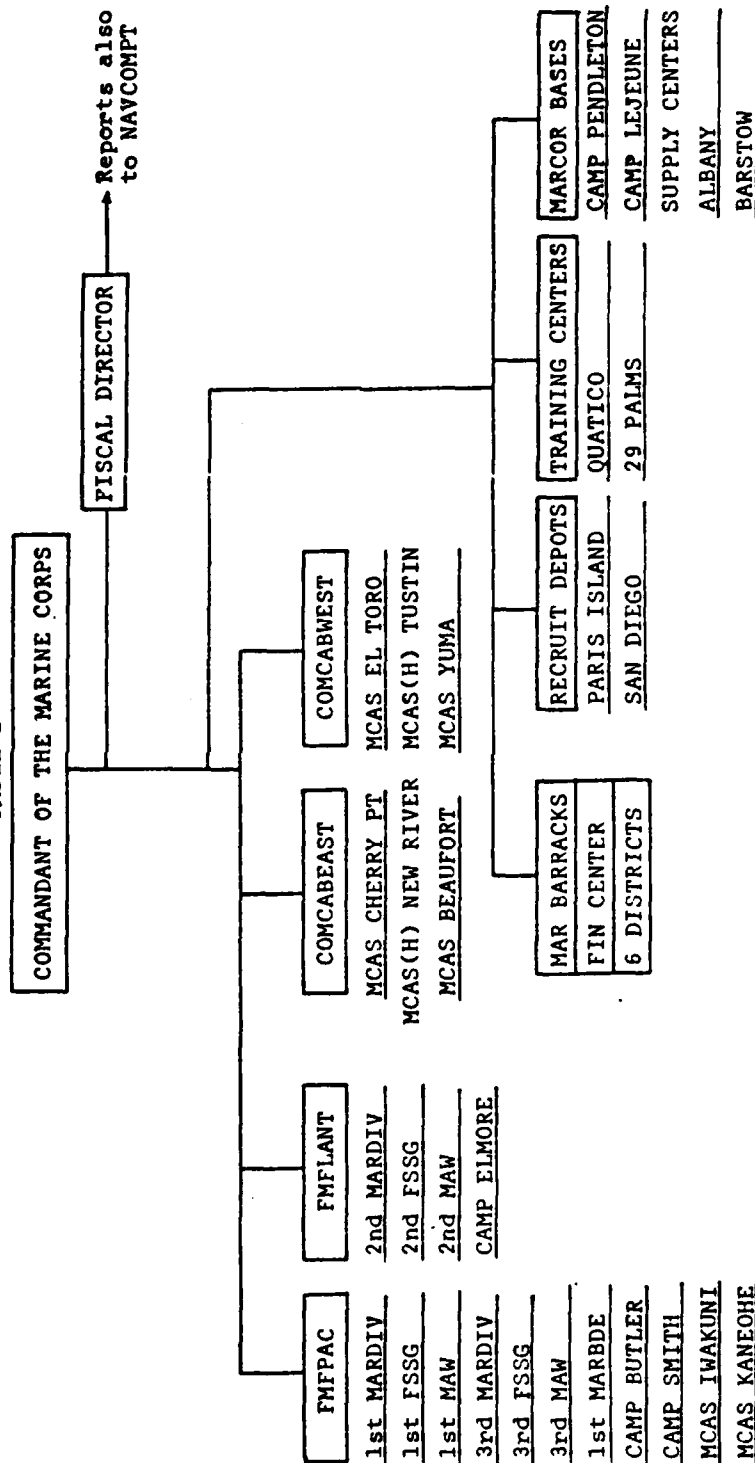 COMMANDANT OF THE MARINE CORPS
FISCAL DIRECTOR
Reports also
to NAVCOMPT
FMFPAC
1st MARDIV
1st FSSG
1st MAW
3rd MARDIV
3rd FSSG
3rd MAW
1st MARBDE
CAMP BUTLER
CAMP SMITH
MCAS IWAKUNI
MCAS KANEOHE
FMFLANT
2nd MARDIV
2nd FSSG
2nd MAW
CAMP ELMORE
COMCABEAST
MCAS CHERRY PT
MCAS(H) NEW RIVER
MCAS BEAUFORT
COMCABWEST
MCAS EL TORO
MCAS(H) TUSTIN
MCAS YUMA
MAR BARRACKS
FIN CENTER
6 DISTRICTS
RECRUIT DEPOTS
PARIS ISLAND
SAN DIEGO
TRAINING CENTERS
QUATICO
29 PALMS
MARCOR BASES
CAMP PENDLETON
CAMP LEJEUNE
SUPPLY CENTERS
ALBANY
BARSTOW